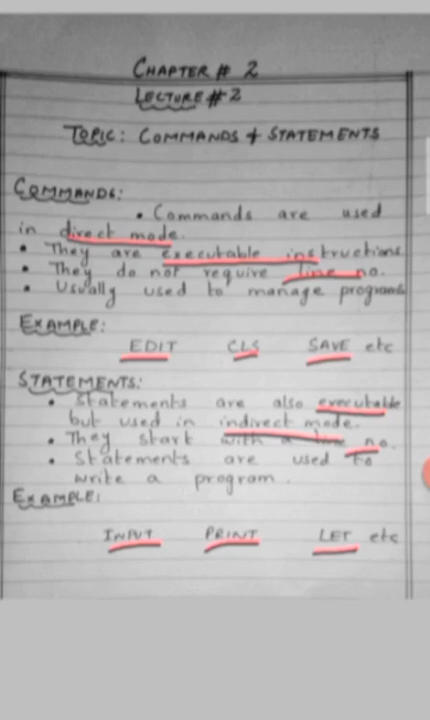 CHAPTER # 2
LECTURE # 2
TOPIC: COMMANDS & STATEMENTS
COMMANDS:
• Commands are used
in direct mode.
• They are executable instructions.
• They do not require line no.
• Usually used to manage programs
EXAMPLE:
EDIT CLS SAVE etc
STATEMENTS:
• Statements are also executable
but used in indirect mode.
• They start with a line no.
• Statements are used to
write a program.
EXAMPLE:
INPUT PRINT LET etc